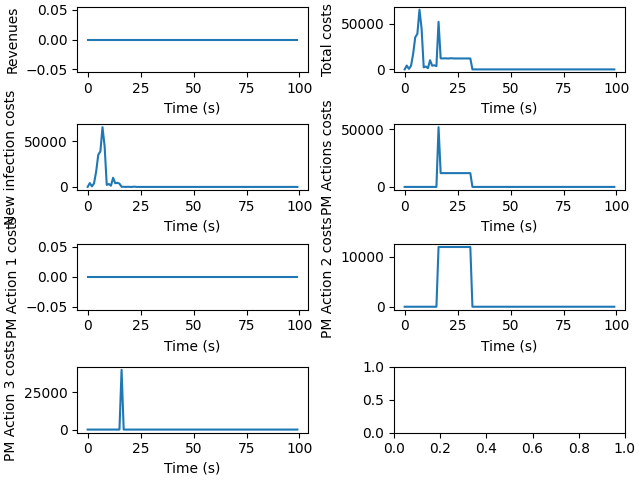 Revenues
0.05
0.00
−0.05
0 25 50 75 100
Time (s)
Total costs
50000
0
0 25 50 75 100
Time (s)
New infection costs
50000
0
0 25 50 75 100
Time (s)
PM Actions costs
50000
0
0 25 50 75 100
Time (s)
PM Action 1 costs
0.05
0.00
−0.05
0 25 50 75 100
Time (s)
PM Action 2 costs
10000
0
0 25 50 75 100
Time (s)
PM Action 3 costs
25000
0
0 25 50 75 100
Time (s)
1.0
0.5
0.0
0.0 0.2 0.4 0.6 0.8 1.0